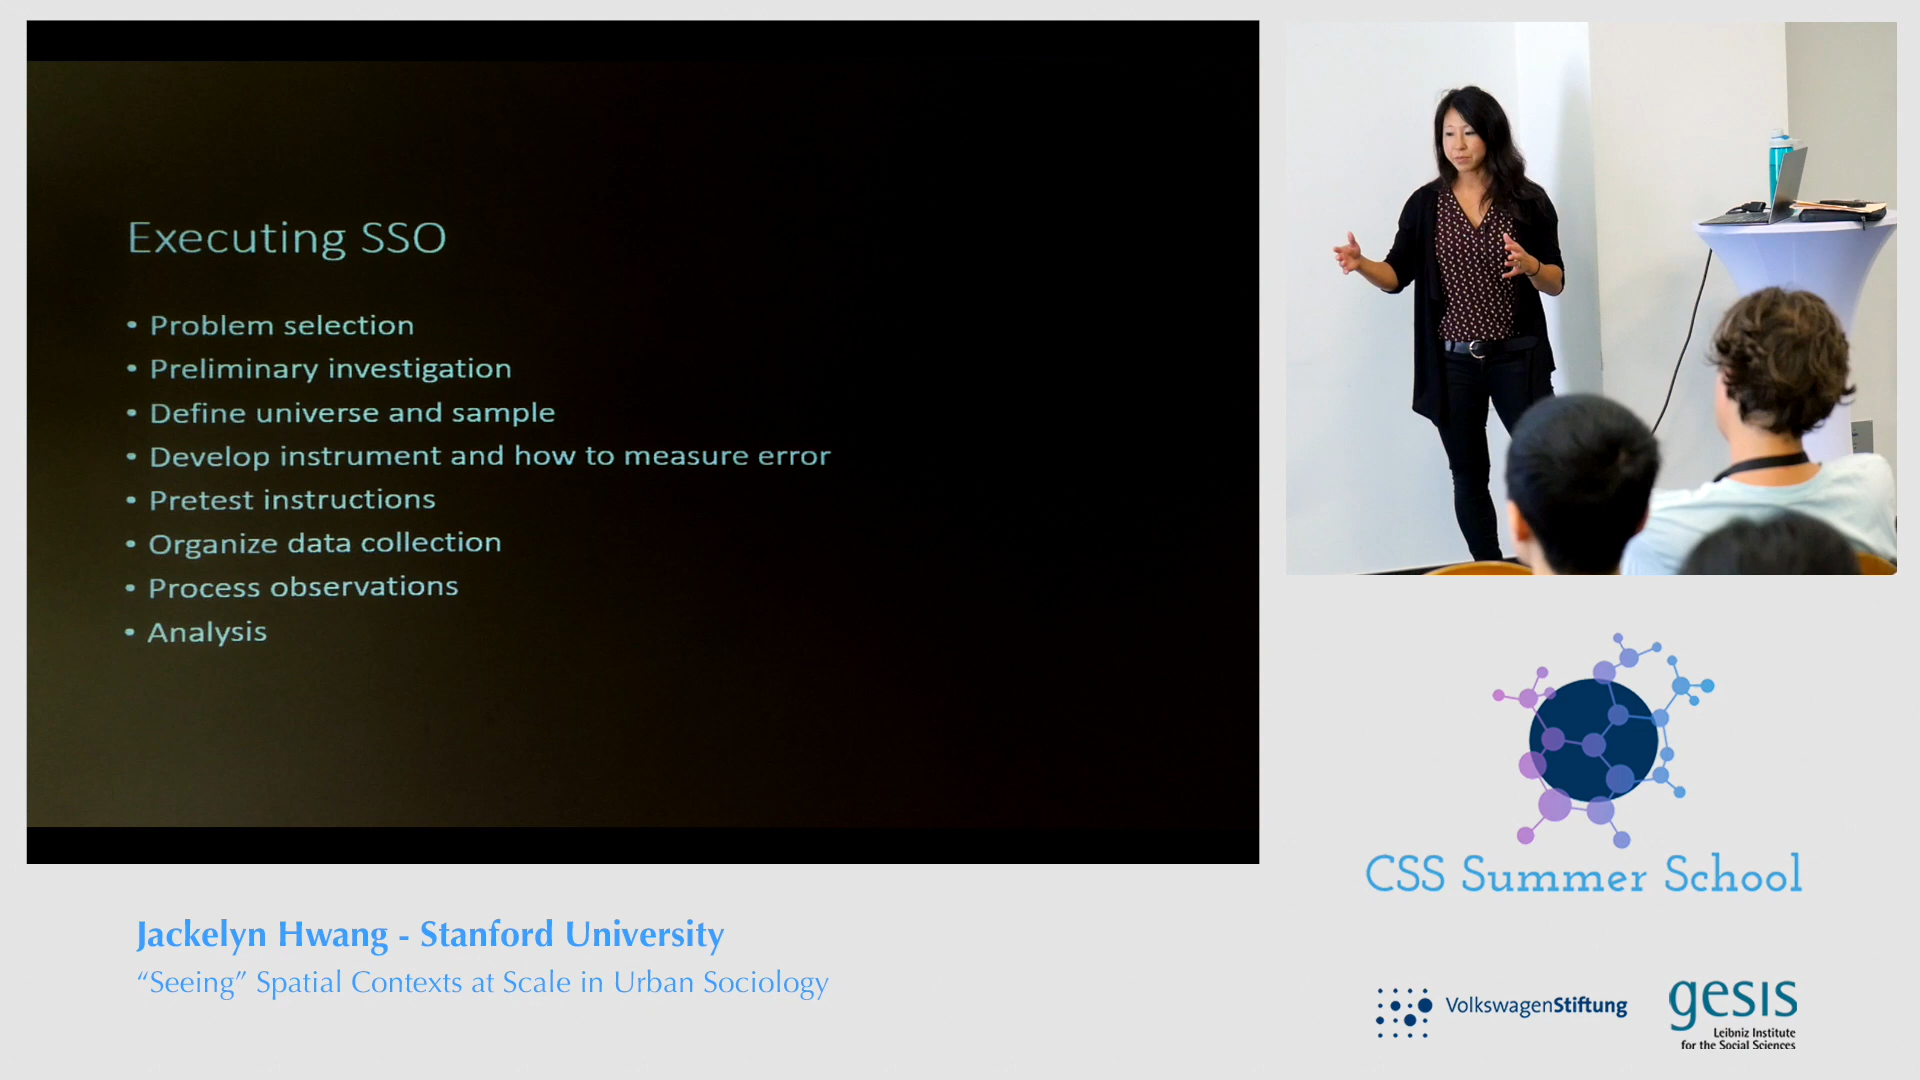 Executing SSO
• Problem selection
• Preliminary investigation
• Define universe and sample
• Develop instrument and how to measure error
• Pretest instructions
• Organize data collection
• Process observations
• Analysis
CSS Summer School
Jackelyn Hwang - Stanford University
“Seeing” Spatial Contexts at Scale in Urban Sociology
VolkswagenStiftung
gesis
Leibniz Institute
for the Social Sciences